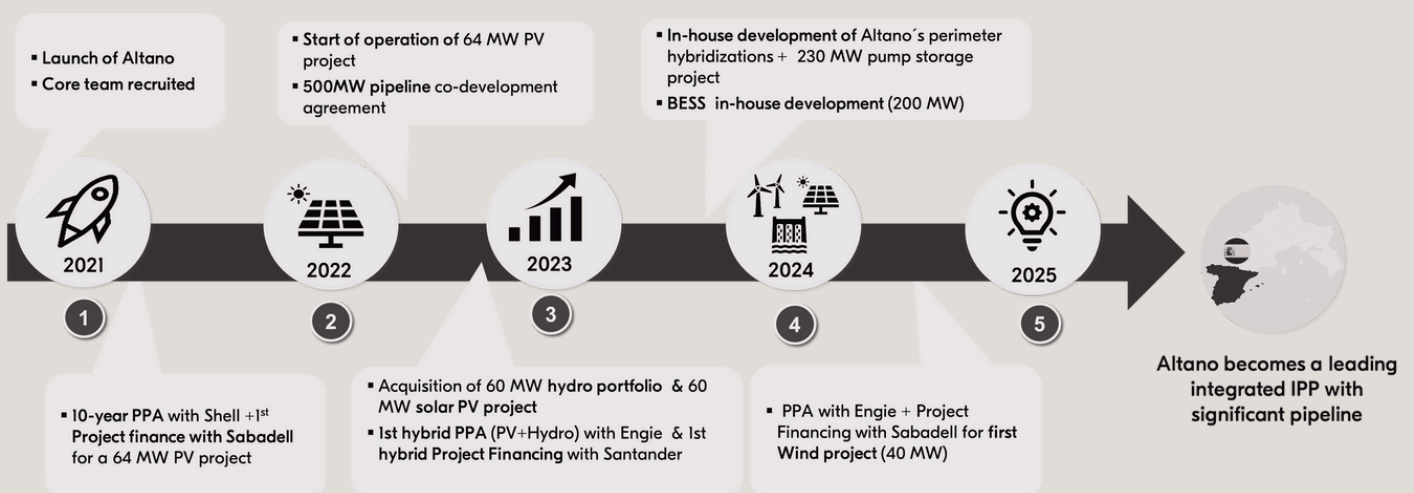 ▪ Launch of Altano
▪ Core team recruited
▪ Start of operation of 64 MW PV
project
▪ 500MW pipeline co-development
agreement
▪ In-house development of Altano´s perimeter
hybridizations + 230 MW pump storage
project
▪ BESS in-house development (200 MW)
2021
2022
2023
2024
2025
1
2
3
4
5
▪ 10-year PPA with Shell +1st
Project finance with Sabadell
for a 64 MW PV project
▪ Acquisition of 60 MW hydro portfolio & 60
MW solar PV project
▪ 1st hybrid PPA (PV+Hydro) with Engie & 1st
hybrid Project Financing with Santander
▪ PPA with Engie + Project
Financing with Sabadell for first
Wind project (40 MW)
Altano becomes a leading
integrated IPP with
significant pipeline